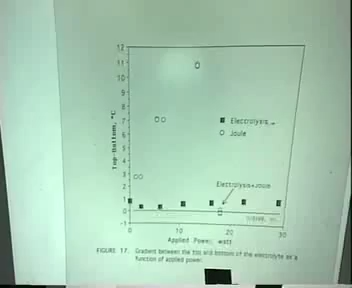 12
11
10
9
8
7
6
5
4
3
2
1
0
Top-Bottom, °C
■ Electrolysis
○ Joule
Electrolysis+Joule
0 10 20 30
Applied Power, watt
FIGURE 17. Gradient between the top and bottom of the electrolyte as a
function of applied power.